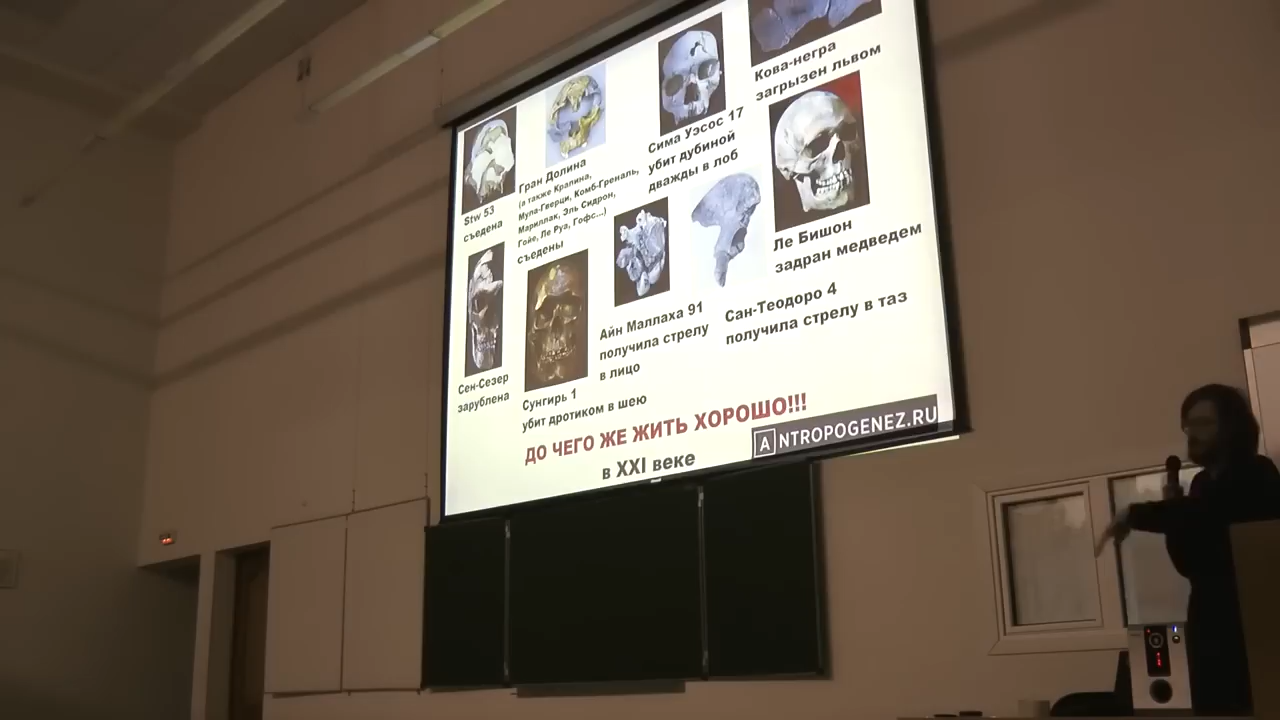 Stw 53
съедена
Гран Долина
(а также Крапина,
Мула-Гверци, Комб-Греналь,
Мариллак, Эль Сидрон,
Гойе, Ле Руа, Гофс...)
съедены
Сима Уэсос 17
убит дубиной
дважды в лоб
Кова-негра
загрызен львом
Ле Бишон
задран медведем
Сен-Сезер
зарублена
Сунгирь 1
убит дротиком в шею
Айн Маллаха 91
получила стрелу
в лицо
Сан-Теодоро 4
получила стрелу в таз
ДО ЧЕГО ЖЕ ЖИТЬ ХОРОШО!!!
в XXI веке
ANTROPOGENEZ.RU